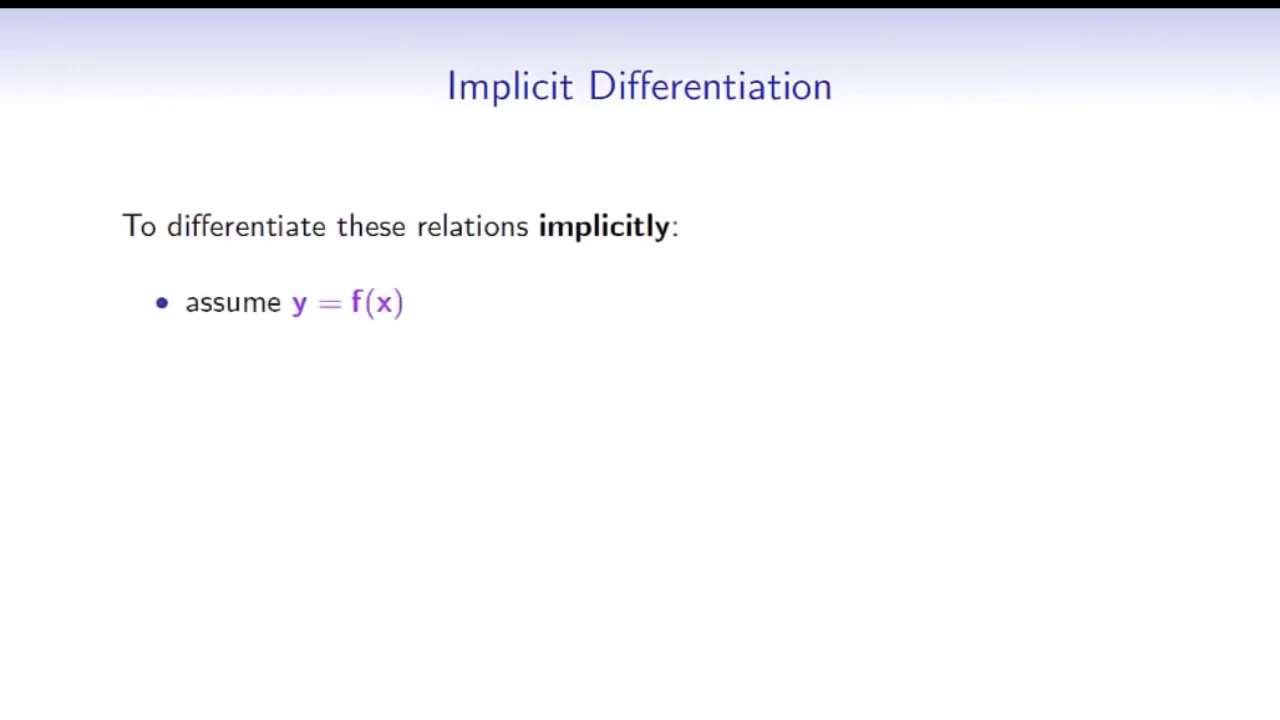 Implicit Differentiation
To differentiate these relations implicitly:
• assume y = f(x)